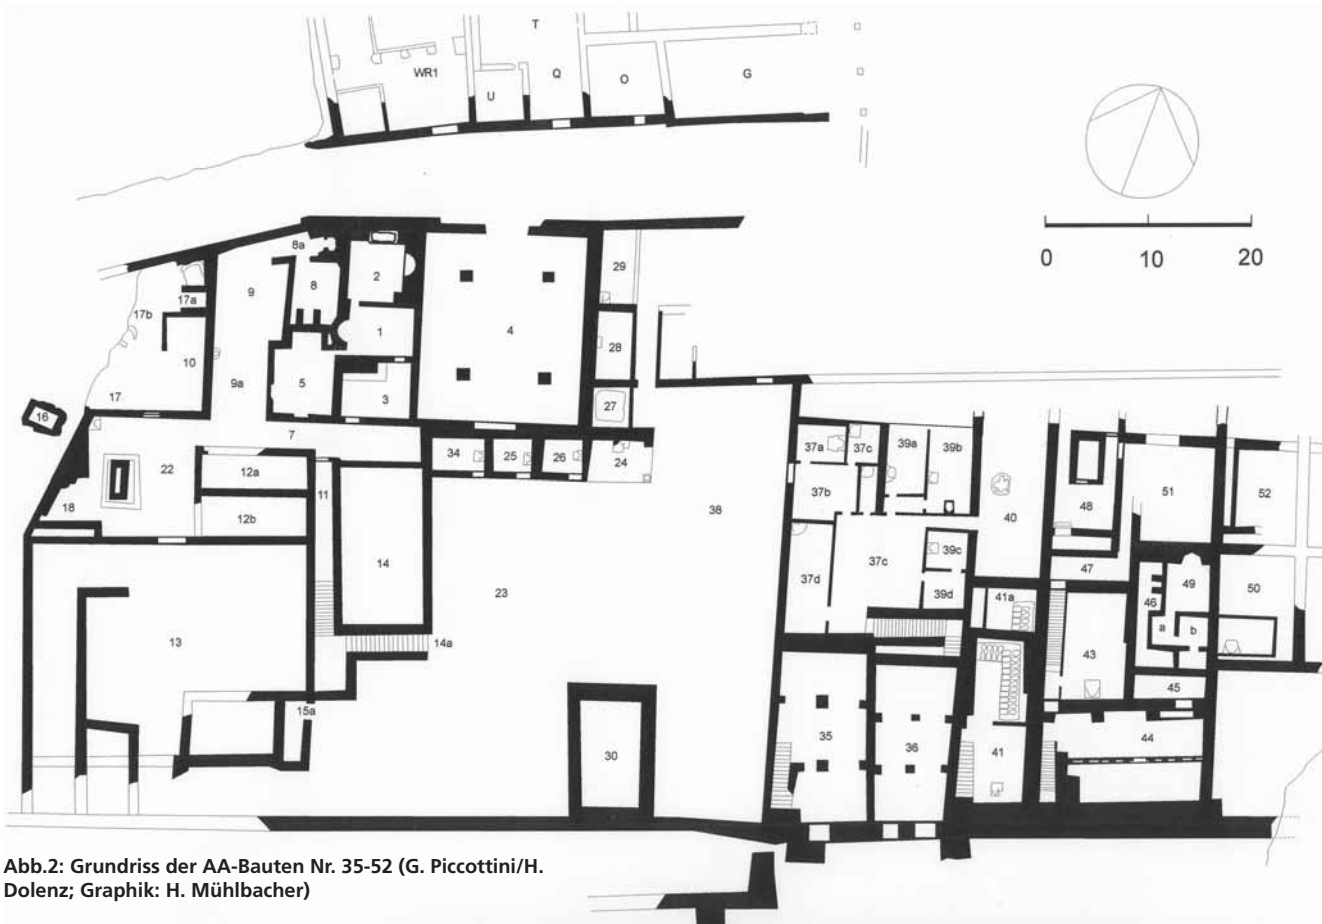 T
WR1
U
Q
O
G
0 10 20
8a
2
29
9
8
17a
17b
1
4
28
10
5
9a
3
27
17
16
7
34
25
26
24
22
12a
11
18
12b
14
38
23
13
14a
15a
30
37a
37c
39a
39b
37b
40
48
51
52
37c
39c
47
37d
39d
41a
46
49
50
a
b
43
45
35
36
41
44
Abb.2: Grundriss der AA-Bauten Nr. 35-52 (G. Piccottini/H.
Dolenz; Graphik: H. Mühlbacher)